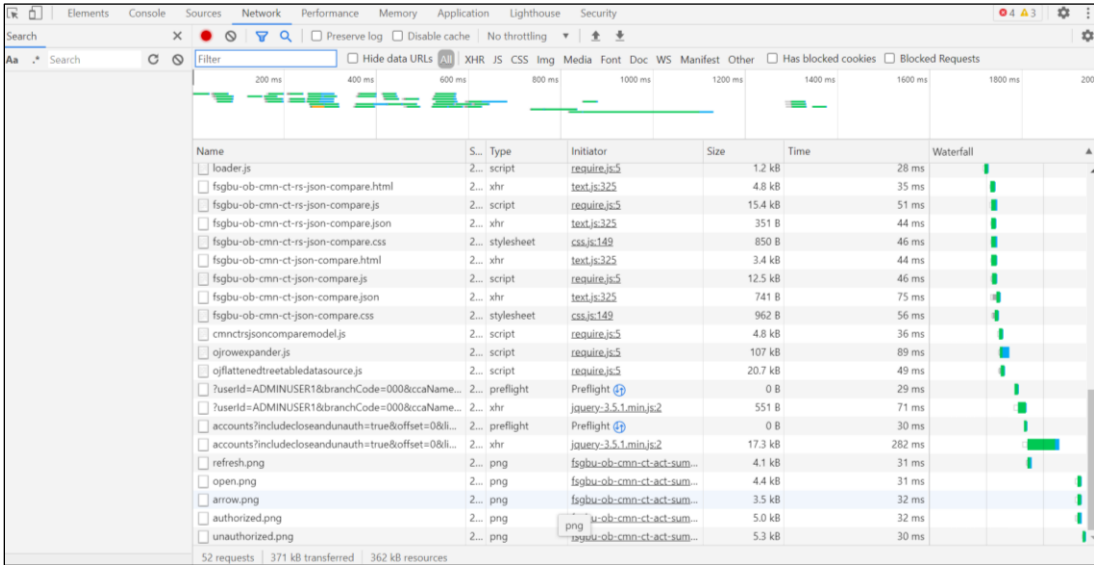 Elements Console Sources Network Performance Memory Application Lighthouse Security 4 3
Search Preserve log Disable cache No throttling
Aa .* Search Filter Hide data URLs All XHR JS CSS Img Media Font Doc WS Manifest Other Has blocked cookies Blocked Requests
200 ms 400 ms 600 ms 800 ms 1000 ms 1200 ms 1400 ms 1600 ms 1800 ms 200
Name S... Type Initiator Size Time Waterfall
loader.js 2... script require.js:5 1.2 kB 28 ms
fsgbu-ob-cmn-ct-rs-json-compare.html 2... xhr text.js:325 4.8 kB 35 ms
fsgbu-ob-cmn-ct-rs-json-compare.js 2... script require.js:5 15.4 kB 51 ms
fsgbu-ob-cmn-ct-rs-json-compare.json 2... xhr text.js:325 351 B 44 ms
fsgbu-ob-cmn-ct-rs-json-compare.css 2... stylesheet css.js:149 850 B 46 ms
fsgbu-ob-cmn-ct-json-compare.html 2... xhr text.js:325 3.4 kB 44 ms
fsgbu-ob-cmn-ct-json-compare.js 2... script require.js:5 12.5 kB 46 ms
fsgbu-ob-cmn-ct-json-compare.json 2... xhr text.js:325 741 B 75 ms
fsgbu-ob-cmn-ct-json-compare.css 2... stylesheet css.js:149 962 B 56 ms
cmnctrsjsoncomparemodel.js 2... script require.js:5 4.8 kB 36 ms
ojrowexpander.js 2... script require.js:5 107 kB 89 ms
ojflattenedtreetabledatasource.js 2... script require.js:5 20.7 kB 49 ms
?userId=ADMINUSER1&branchCode=000&ccaName... 2... preflight Preflight 0 B 29 ms
?userId=ADMINUSER1&branchCode=000&ccaName... 2... xhr jquery-3.5.1.min.js:2 551 B 71 ms
accounts?includecloseandunauth=true&offset=0&li... 2... preflight Preflight 0 B 30 ms
accounts?includecloseandunauth=true&offset=0&li... 2... xhr jquery-3.5.1.min.js:2 17.3 kB 282 ms
refresh.png 2... png fsgbu-ob-cmn-ct-act-sum... 4.1 kB 31 ms
open.png 2... png fsgbu-ob-cmn-ct-act-sum... 4.4 kB 31 ms
arrow.png 2... png fsgbu-ob-cmn-ct-act-sum... 3.5 kB 32 ms
authorized.png 2... png u-ob-cmn-ct-act-sum... 5.0 kB 32 ms
png
unauthorized.png 2... png fsgbu-ob-cmn-ct-act-sum... 5.3 kB 30 ms
52 requests 371 kB transferred 362 kB resources